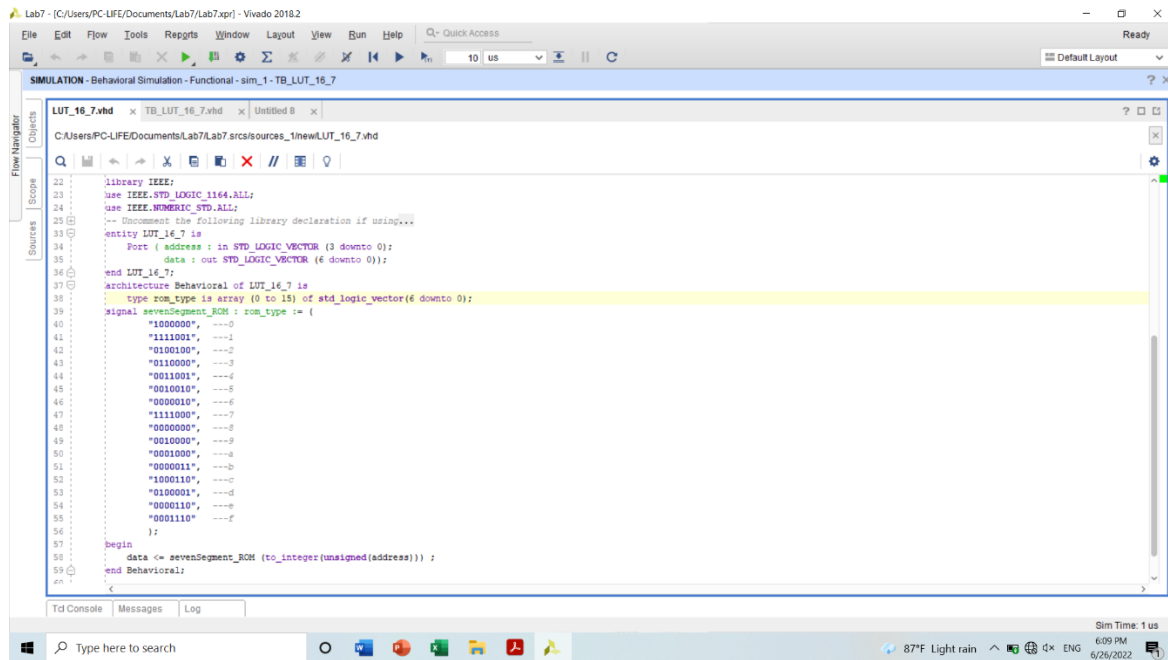 Lab7 - [C:/Users/PC-LIFE/Documents/Lab7/Lab7.xpr] - Vivado 2018.2
File Edit Flow Tools Reports Window Layout View Run Help Q- Quick Access Ready
10 us Default Layout
SIMULATION - Behavioral Simulation - Functional - sim_1 - TB_LUT_16_7 ?
Flow Navigator
Objects
Scope
Sources
LUT_16_7.vhd × TB_LUT_16_7.vhd × Untitled 8 × ?
C:/Users/PC-LIFE/Documents/Lab7/Lab7.srcs/sources_1/new/LUT_16_7.vhd
22 library IEEE;
23 use IEEE.STD_LOGIC_1164.ALL;
24 use IEEE.NUMERIC_STD.ALL;
25 -- Uncomment the following library declaration if using...
33 entity LUT_16_7 is
34 Port ( address : in STD_LOGIC_VECTOR (3 downto 0);
35 data : out STD_LOGIC_VECTOR (6 downto 0));
36 end LUT_16_7;
37 architecture Behavioral of LUT_16_7 is
38 type rom_type is array (0 to 15) of std_logic_vector(6 downto 0);
39 signal sevenSegment_ROM : rom_type := (
40 "1000000", ---0
41 "1111001", ---1
42 "0100100", ---2
43 "0110000", ---3
44 "0011001", ---4
45 "0010010", ---5
46 "0000010", ---6
47 "1111000", ---7
48 "0000000", ---8
49 "0010000", ---9
50 "0001000", ---a
51 "0000011", ---b
52 "1000110", ---c
53 "0100001", ---d
54 "0000110", ---e
55 "0001110" ---f
56 );
57 begin
58 data <= sevenSegment_ROM (to_integer(unsigned(address))) ;
59 end Behavioral;
60
Tcl Console Messages Log
Sim Time: 1 us
Type here to search
87°F Light rain ENG
6:09 PM
6/26/2022